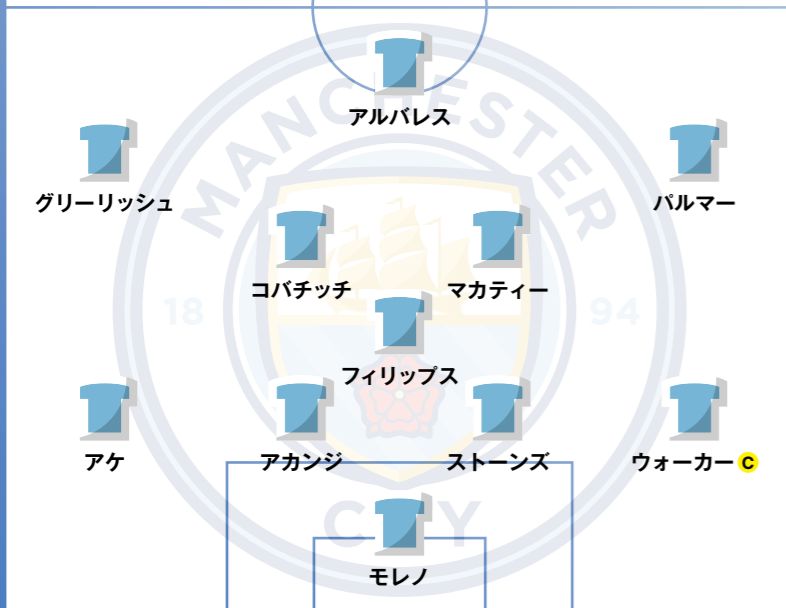 MANCHESTER
アルバレス
グリーリッシュ
パルマー
コバチッチ
マカティー
18
94
フィリップス
アケ
アカンジ
ストーンズ
ウォーカー C
C Y
モレノ